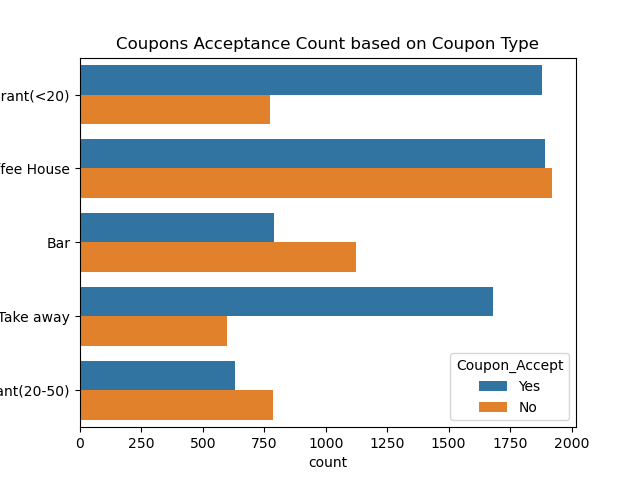 Coupons Acceptance Count based on Coupon Type
rant(<20)
ffee House
Bar
Take away
ant(20-50)
Coupon_Accept
Yes
No
0 250 500 750 1000 1250 1500 1750 2000
count